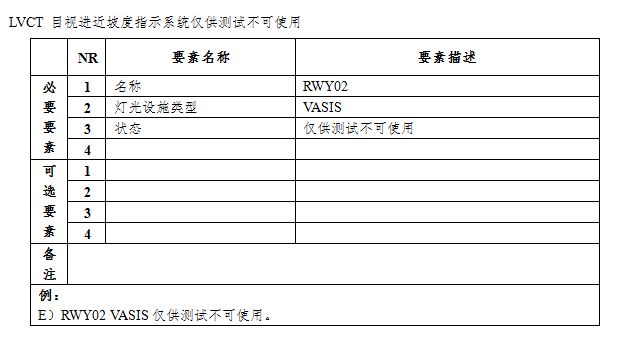 LVCT 目视进近坡度指示系统仅供测试不可使用
NR 要素名称 要素描述
必要要素
1 名称 RWY02
2 灯光设施类型 VASIS
3 状态 仅供测试不可使用
4
可选要素
1
2
3
4
备注
例：
E）RWY02 VASIS 仅供测试不可使用。